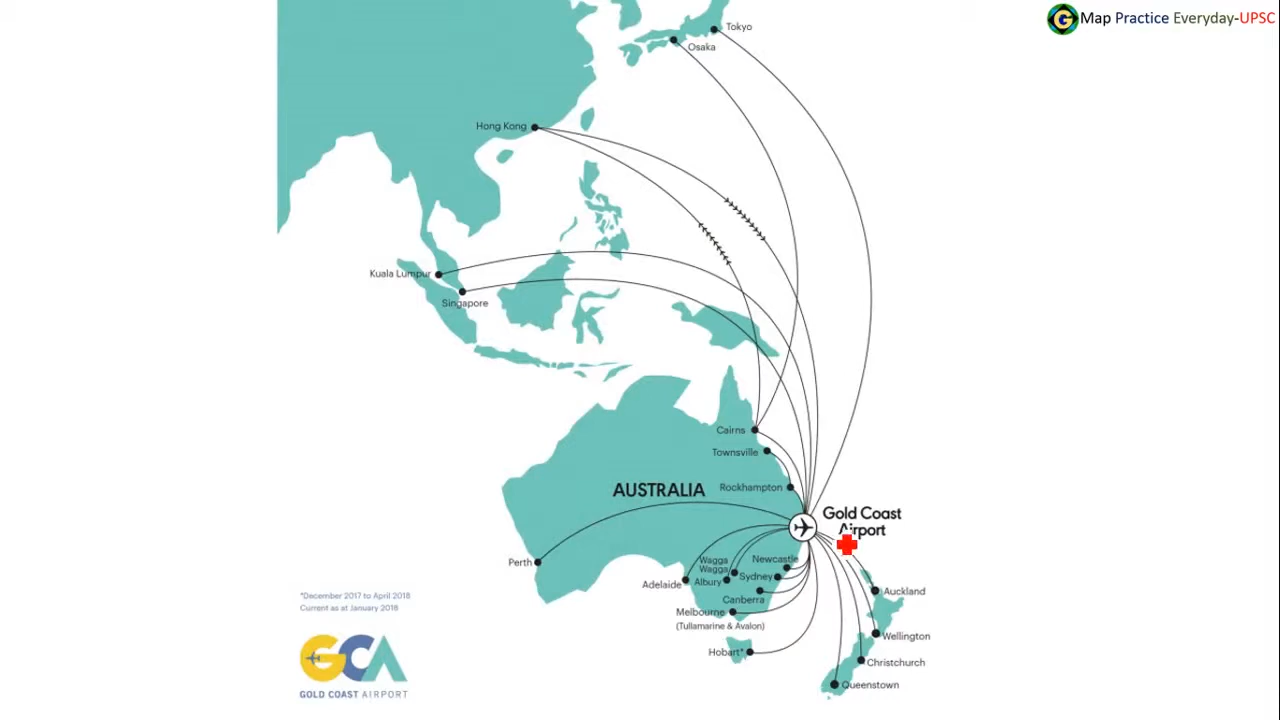 Map Practice Everyday-UPSC
Tokyo
Osaka
Hong Kong
Kuala Lumpur
Singapore
Cairns
Townsville
AUSTRALIA
Rockhampton
Gold Coast
Airport
Perth
Wagga
Wagga
Newcastle
Adelaide
Albury
Sydney
Canberra
Auckland
*December 2017 to April 2018
Current as at January 2018
Melbourne
(Tullamarine & Avalon)
Wellington
Hobart*
Christchurch
Queenstown
GCA
GOLD COAST AIRPORT